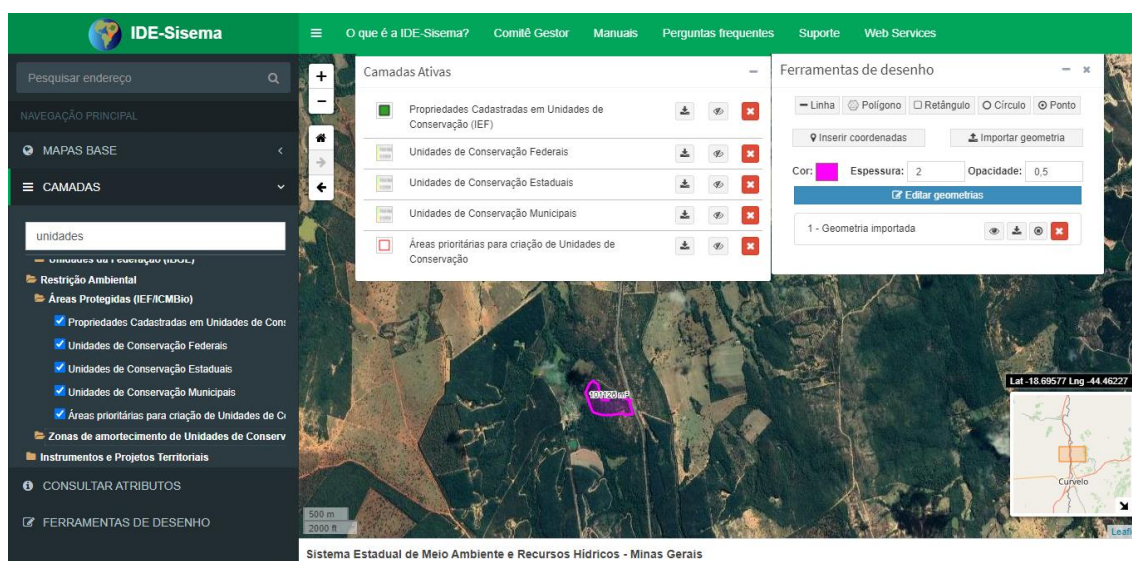 IDE-Sisema
O que é a IDE-Sisema?
Comitê Gestor
Manuais
Perguntas frequentes
Suporte
Web Services
Pesquisar endereço
NAVEGAÇÃO PRINCIPAL
MAPAS BASE
CAMADAS
unidades
Unidades da Federação (IBGE)
Restrição Ambiental
Áreas Protegidas (IEF/ICMBio)
Propriedades Cadastradas em Unidades de Cons
Unidades de Conservação Federais
Unidades de Conservação Estaduais
Unidades de Conservação Municipais
Áreas prioritárias para criação de Unidades de C
Zonas de amortecimento de Unidades de Conserv
Instrumentos e Projetos Territoriais
CONSULTAR ATRIBUTOS
FERRAMENTAS DE DESENHO
+
−
Camadas Ativas
Propriedades Cadastradas em Unidades de
Conservação (IEF)
Unidades de Conservação Federais
Unidades de Conservação Estaduais
Unidades de Conservação Municipais
Áreas prioritárias para criação de Unidades de
Conservação
Ferramentas de desenho
Linha
Polígono
Retângulo
Círculo
Ponto
Inserir coordenadas
Importar geometria
Cor:
Espessura: 2
Opacidade: 0,5
Editar geometrias
1 - Geometria importada
Lat -18.69577 Lng -44.46227
Curvelo
500 m
2000 ft
Leafl
Sistema Estadual de Meio Ambiente e Recursos Hídricos - Minas Gerais